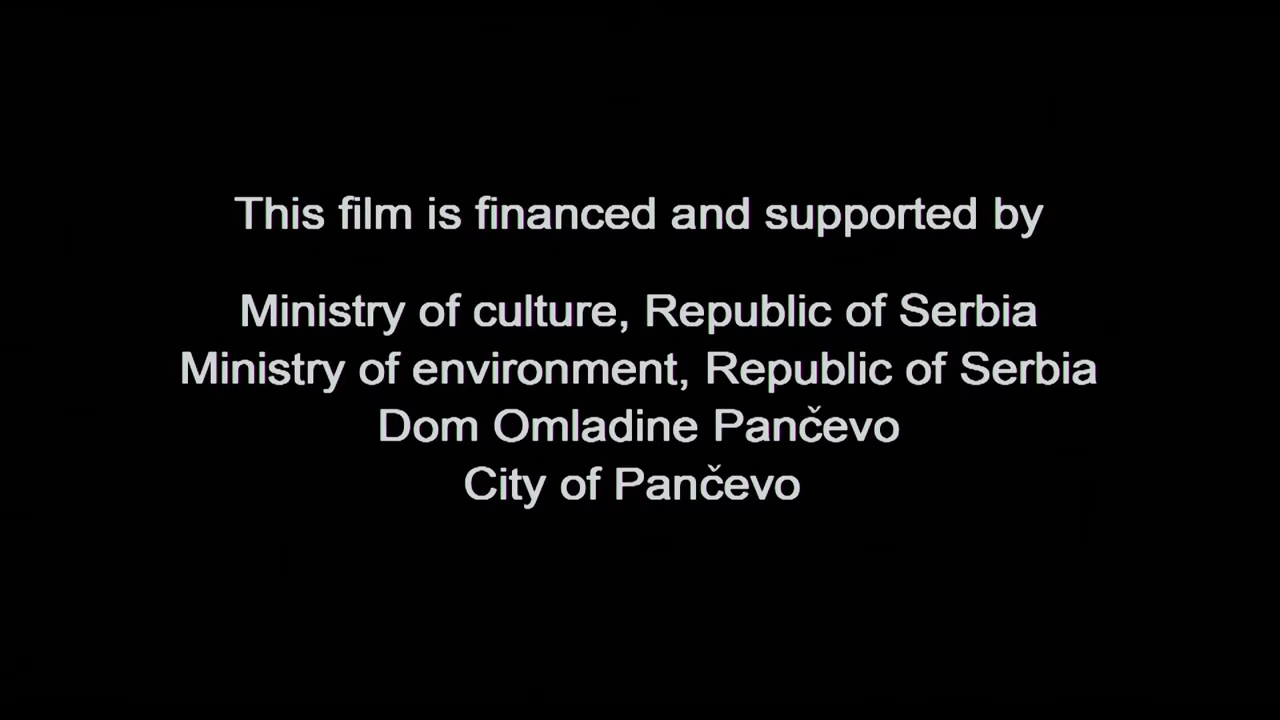 This film is financed and supported by
Ministry of culture, Republic of Serbia
Ministry of environment, Republic of Serbia
Dom Omladine Pančevo
City of Pančevo